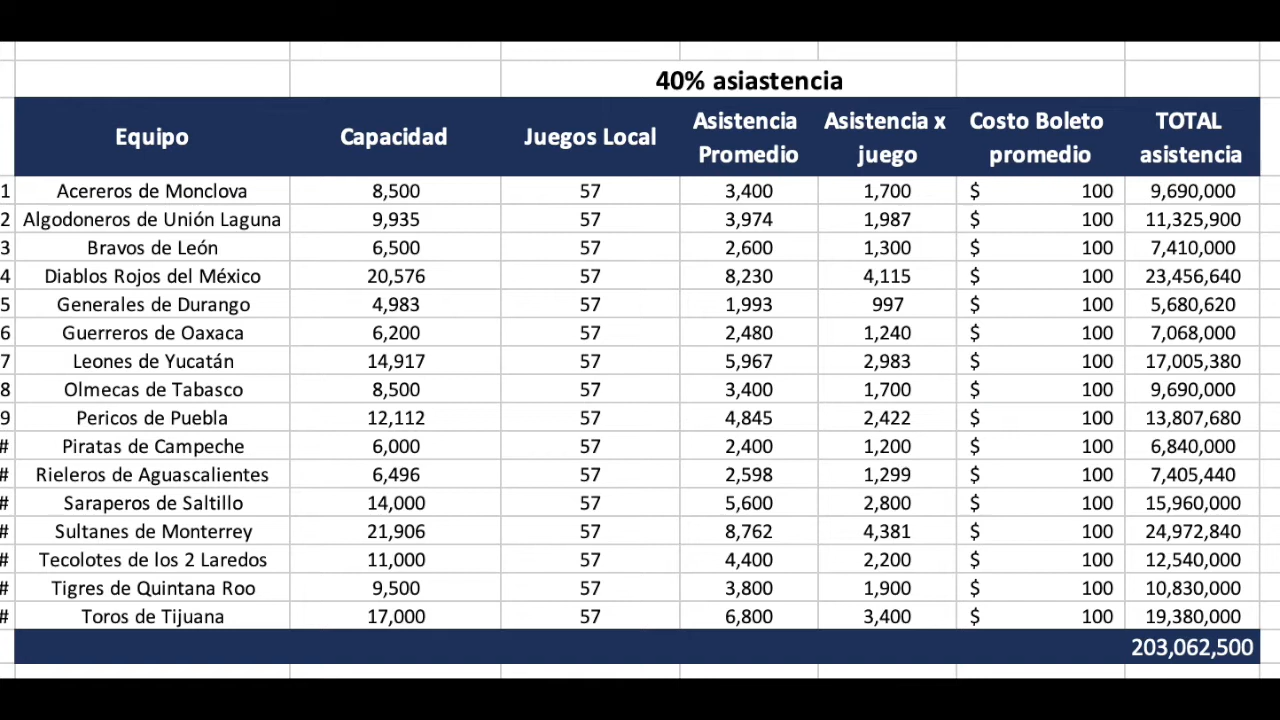 40% asiastencia
Equipo Capacidad Juegos Local Asistencia Promedio Asistencia x juego Costo Boleto promedio TOTAL asistencia
1 Acereros de Monclova 8,500 57 3,400 1,700 $ 100 9,690,000
2 Algodoneros de Unión Laguna 9,935 57 3,974 1,987 $ 100 11,325,900
3 Bravos de León 6,500 57 2,600 1,300 $ 100 7,410,000
4 Diablos Rojos del México 20,576 57 8,230 4,115 $ 100 23,456,640
5 Generales de Durango 4,983 57 1,993 997 $ 100 5,680,620
6 Guerreros de Oaxaca 6,200 57 2,480 1,240 $ 100 7,068,000
7 Leones de Yucatán 14,917 57 5,967 2,983 $ 100 17,005,380
8 Olmecas de Tabasco 8,500 57 3,400 1,700 $ 100 9,690,000
9 Pericos de Puebla 12,112 57 4,845 2,422 $ 100 13,807,680
# Piratas de Campeche 6,000 57 2,400 1,200 $ 100 6,840,000
# Rieleros de Aguascalientes 6,496 57 2,598 1,299 $ 100 7,405,440
# Saraperos de Saltillo 14,000 57 5,600 2,800 $ 100 15,960,000
# Sultanes de Monterrey 21,906 57 8,762 4,381 $ 100 24,972,840
# Tecolotes de los 2 Laredos 11,000 57 4,400 2,200 $ 100 12,540,000
# Tigres de Quintana Roo 9,500 57 3,800 1,900 $ 100 10,830,000
# Toros de Tijuana 17,000 57 6,800 3,400 $ 100 19,380,000
203,062,500